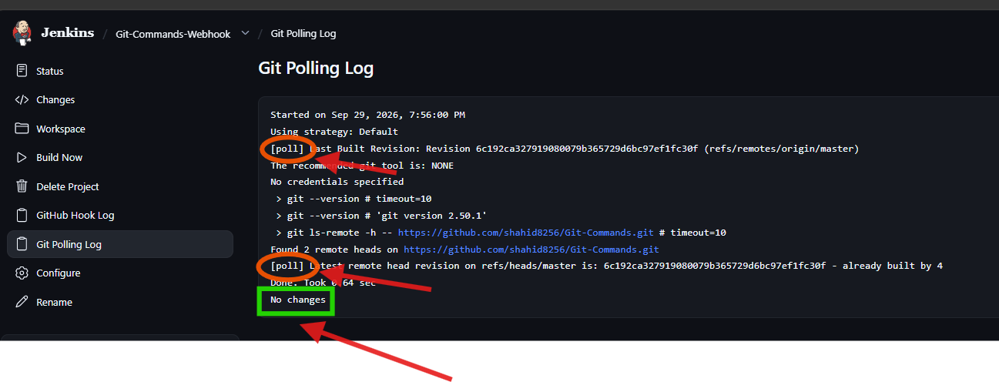 Jenkins / Git-Commands-Webhook / Git Polling Log
Status
Changes
Workspace
Build Now
Delete Project
GitHub Hook Log
Git Polling Log
Configure
Rename
Git Polling Log
Started on Sep 29, 2026, 7:56:00 PM
Using strategy: Default
[poll] Last Built Revision: Revision 6c192ca327919080079b365729d6bc97ef1fc30f (refs/remotes/origin/master)
The recommended git tool is: NONE
No credentials specified
> git --version # timeout=10
> git --version # 'git version 2.50.1'
> git ls-remote -h -- https://github.com/shahid8256/Git-Commands.git # timeout=10
Found 2 remote heads on https://github.com/shahid8256/Git-Commands.git
[poll] Latest remote head revision on refs/heads/master is: 6c192ca327919080079b365729d6bc97ef1fc30f - already built by 4
Done. Took 0.64 sec
No changes